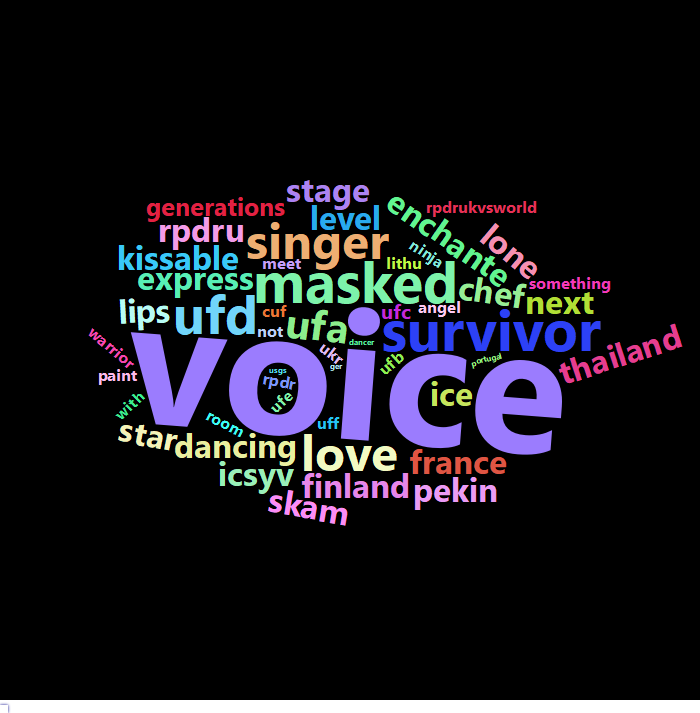 stage
generations
rpdrukvsworld
level
enchante
rpdru
singer
lone
kissable
ninja
meet
lithu
masked
express
chef
something
next
lips
ufd
cuf
ufa
ufc
angel
not
survivor
warrior
dancer
ukr
ufb
portugal
thailand
voice
usgs
ger
paint
rpdr
ufe
ice
with
room
uff
star
dancing
love
france
icsyv
finland
pekin
skam